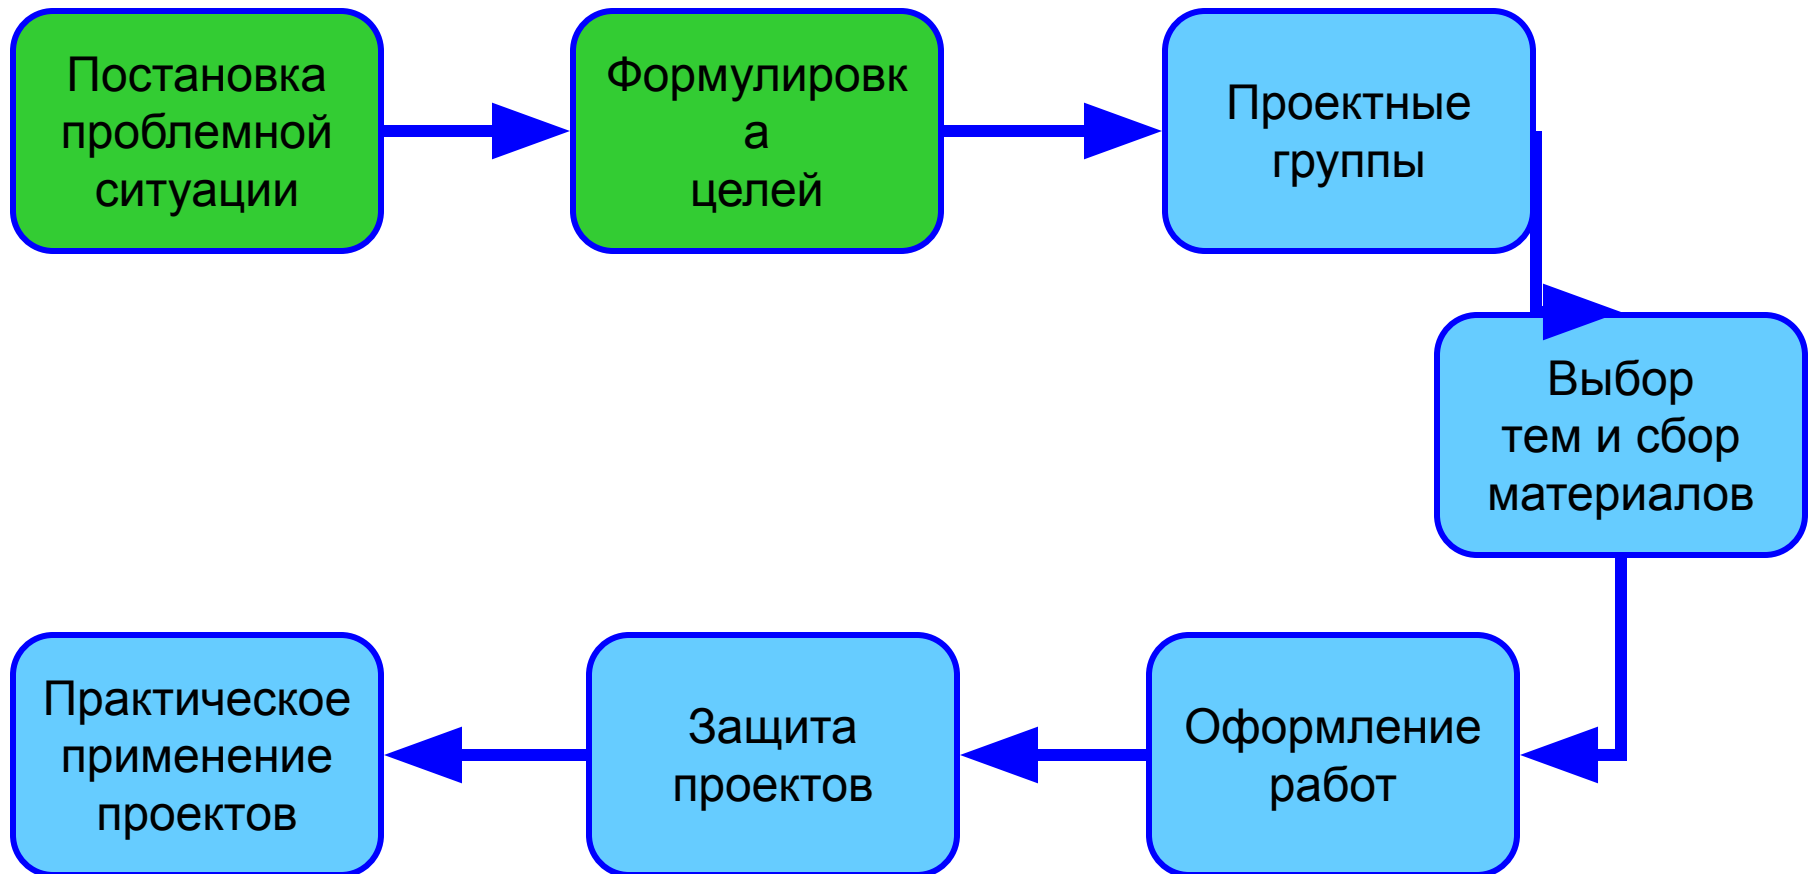 Постановка
проблемной
ситуации
Формулировк
а
целей
Проектные
группы
Выбор
тем и сбор
материалов
Оформление
работ
Защита
проектов
Практическое
применение
проектов